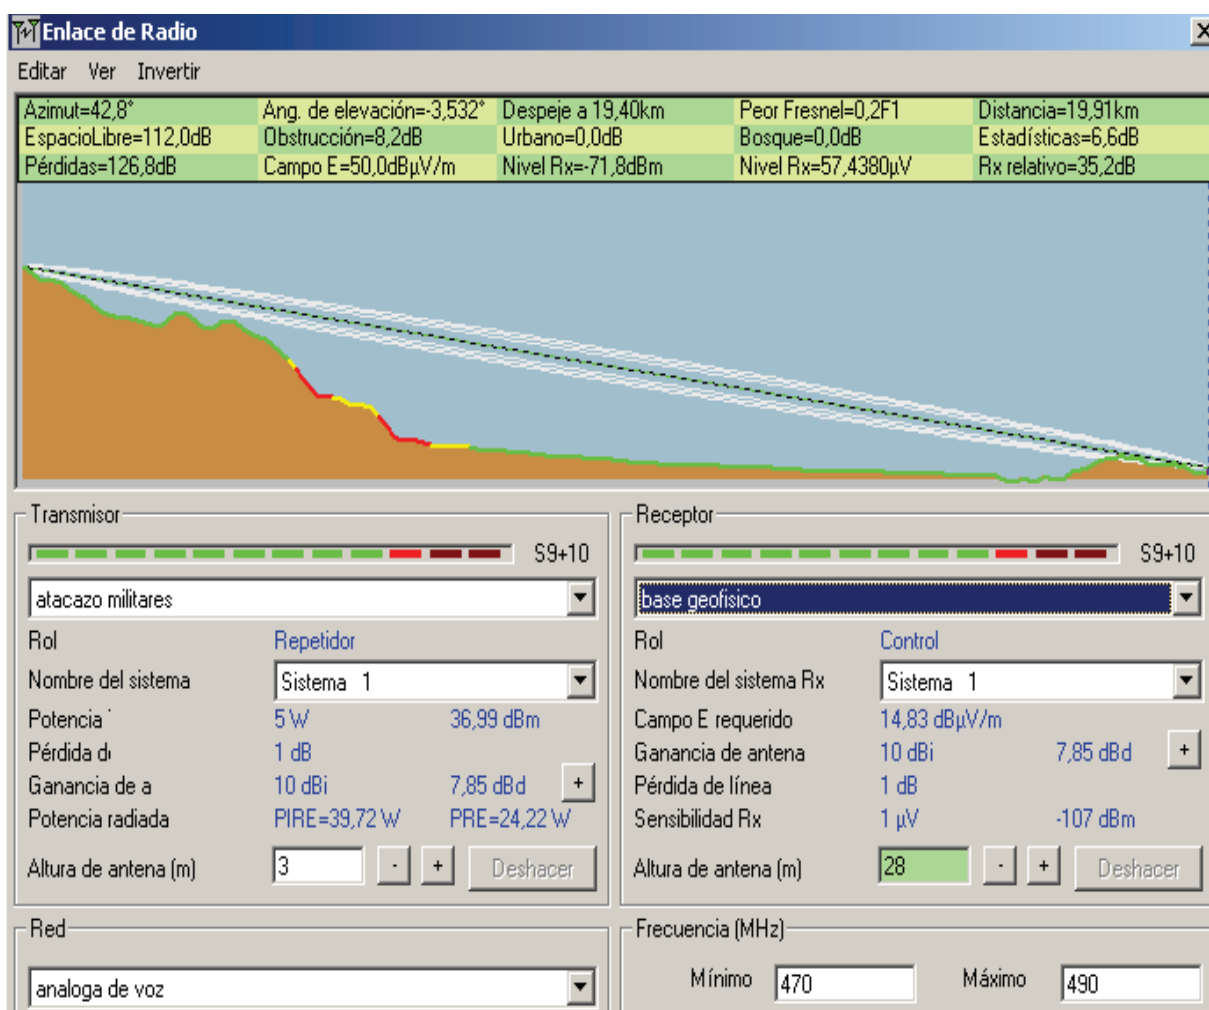 Enlace de Radio
Editar Ver Invertir
Azimut=42,8° Ang. de elevación=-3,532° Despeje a 19,40km Peor Fresnel=0,2F1 Distancia=19,91km
EspacioLibre=112,0dB Obstrucción=8,2dB Urbano=0,0dB Bosque=0,0dB Estadísticas=6,6dB
Pérdidas=126,8dB Campo E=50,0dBµV/m Nivel Rx=-71,8dBm Nivel Rx=57,4380µV Rx relativo=35,2dB
Transmisor
S9+10
atacazo militares
Rol Repetidor
Nombre del sistema Sistema 1
Potencia 5 W 36,99 dBm
Pérdida d 1 dB
Ganancia de a 10 dBi 7,85 dBd +
Potencia radiada PIRE=39,72 W PRE=24,22 W
Altura de antena (m) 3 - + Deshacer
Receptor
S9+10
base geofisico
Rol Control
Nombre del sistema Rx Sistema 1
Campo E requerido 14,83 dBµV/m
Ganancia de antena 10 dBi 7,85 dBd +
Pérdida de línea 1 dB
Sensibilidad Rx 1 µV -107 dBm
Altura de antena (m) 28 - + Deshacer
Red
analoga de voz
Frecuencia (MHz)
Mínimo 470 Máximo 490